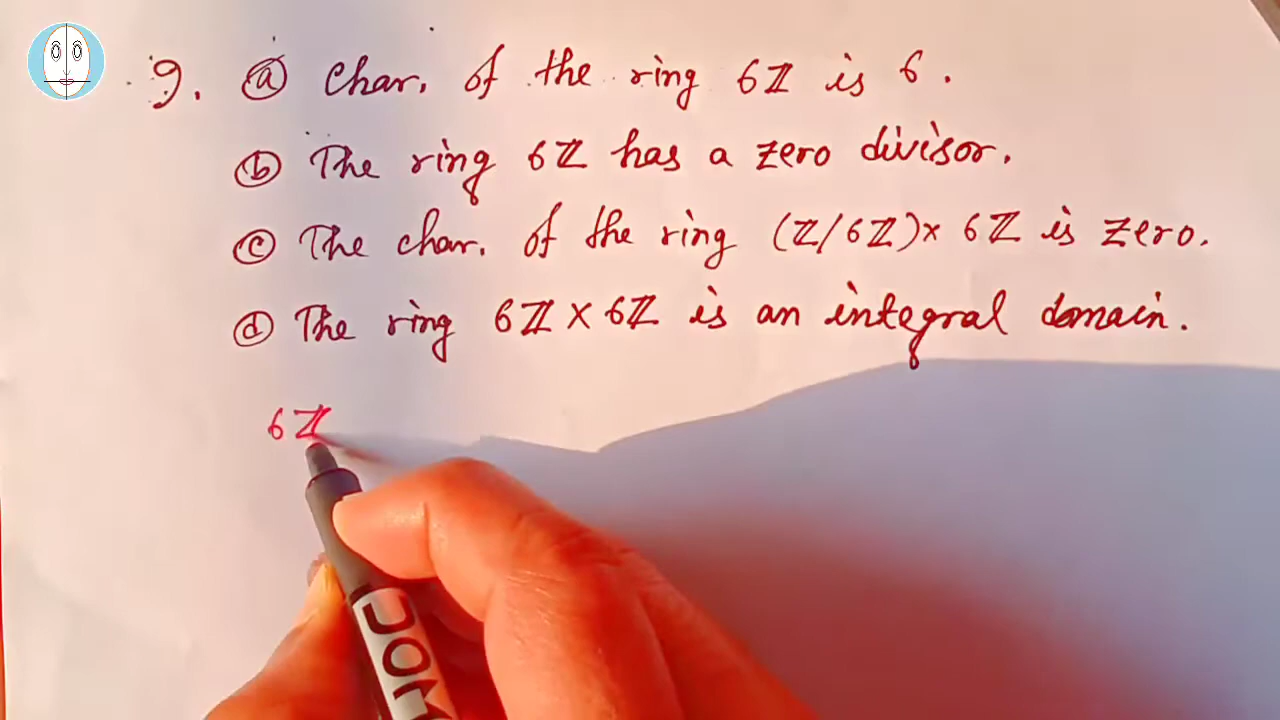 9. ⓐ Char. of the ring 6ℤ is 6.
ⓑ The ring 6ℤ has a zero divisor.
ⓒ The char. of the ring (ℤ/6ℤ)× 6ℤ is zero.
ⓓ The ring 6ℤ × 6ℤ is an integral domain.
6ℤ